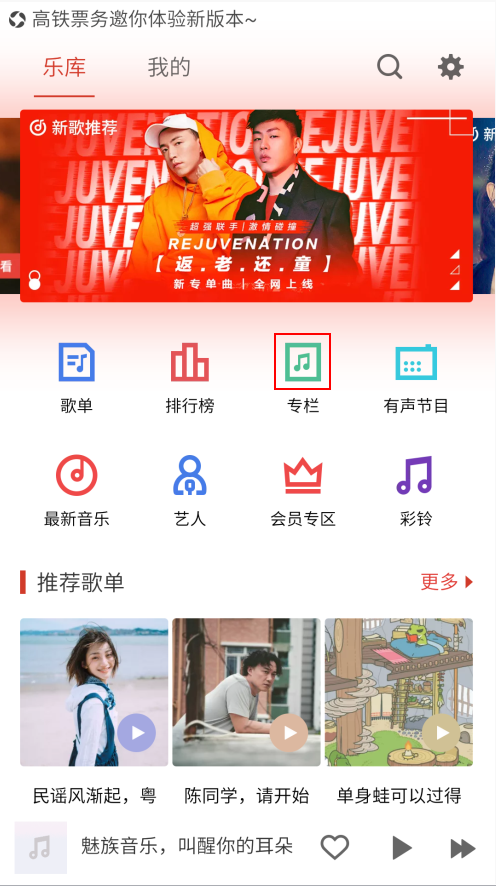 高铁票务邀你体验新版本~
乐库 我的
新歌推荐
新
看
REJUVENATION
超强联手|激情碰撞
REJUVENATION
【返.老.还.童】
新专单曲|全网上线
歌单 排行榜 专栏 有声节目
最新音乐 艺人 会员专区 彩铃
推荐歌单 更多
民谣风渐起，粤 陈同学，请开始 单身蛙可以过得
魅族音乐，叫醒你的耳朵